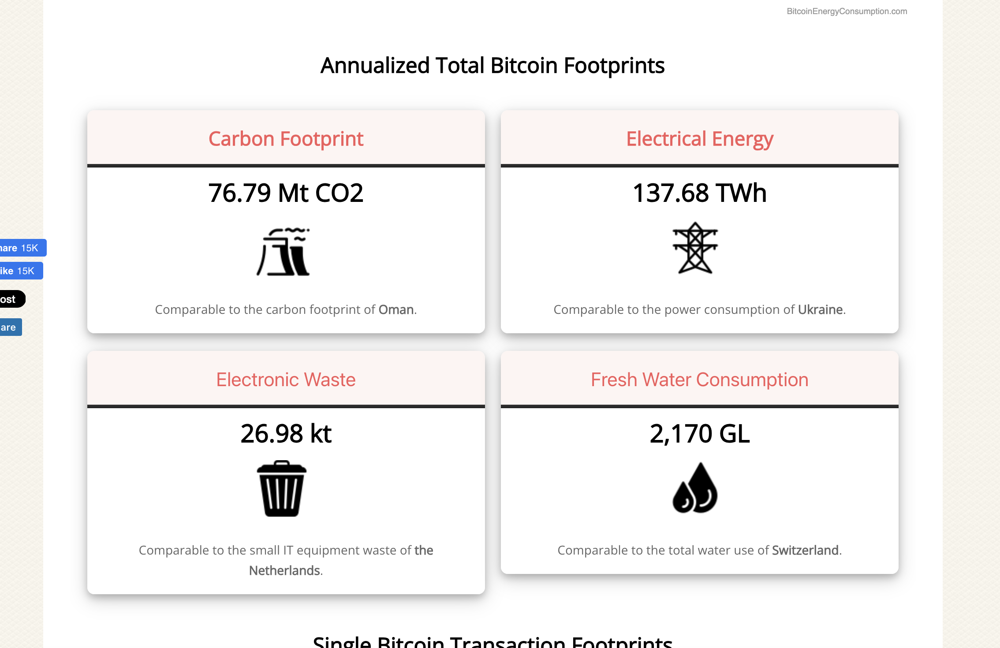 BitcoinEnergyConsumption.com
Annualized Total Bitcoin Footprints
Carbon Footprint
76.79 Mt CO2
Comparable to the carbon footprint of Oman.
Electrical Energy
137.68 TWh
Comparable to the power consumption of Ukraine.
hare 15K
ike 15K
ost
are
Electronic Waste
26.98 kt
Comparable to the small IT equipment waste of the
Netherlands.
Fresh Water Consumption
2,170 GL
Comparable to the total water use of Switzerland.
Single Bitcoin Transaction Footprints